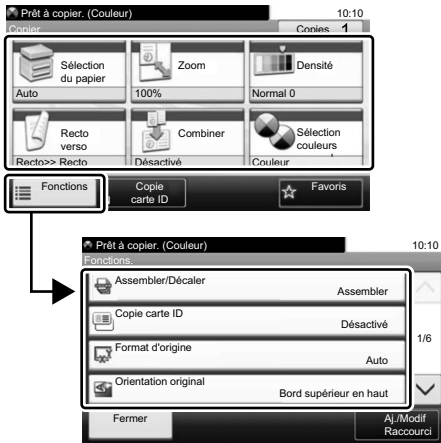 Prêt à copier. (Couleur) 10:10
Copier Copies 1
Sélection
du papier
Auto
Zoom
100%
Densité
Normal 0
Recto
verso
Recto>> Recto
Combiner
Désactivé
Sélection
couleurs
Couleur
Fonctions
Copie
carte ID
Favoris
Prêt à copier. (Couleur) 10:10
Fonctions.
Assembler/Décaler
Assembler
Copie carte ID
Désactivé
Format d'origine
Auto
Orientation original
Bord supérieur en haut
1/6
Fermer
Aj./Modif
Raccourci